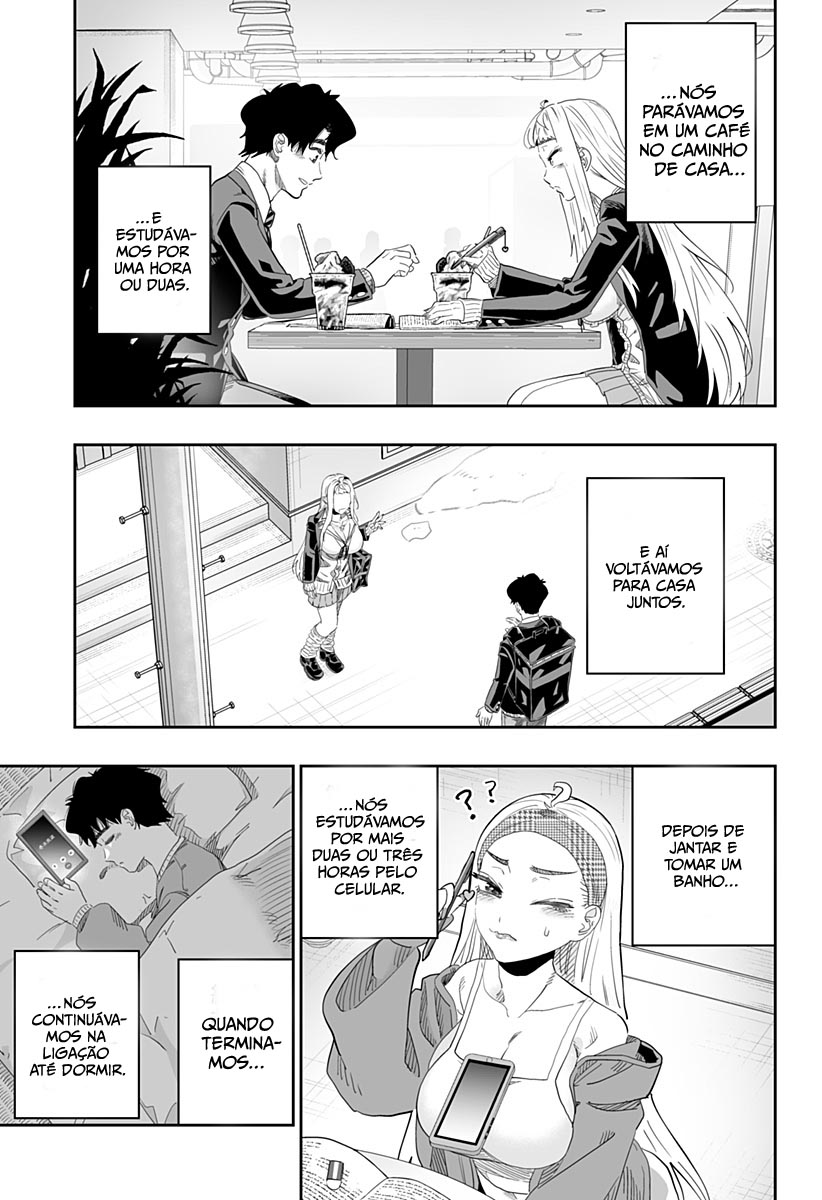 ...NÓS
PARÁVAMOS
EM UM CAFÉ
NO CAMINHO
DE CASA...
...E
ESTUDÁVA-
MOS POR
UMA HORA
OU DUAS.
E AÍ
VOLTÁVAMOS
PARA CASA
JUNTOS.
DEPOIS DE
JANTAR E
TOMAR UM
BANHO...
...NÓS
ESTUDÁVAMOS
POR MAIS
DUAS OU TRÊS
HORAS PELO
CELULAR.
??
QUANDO
TERMINA-
MOS...
...NÓS
CONTINUÁVA-
MOS NA
LIGAÇÃO
ATÉ DORMIR.